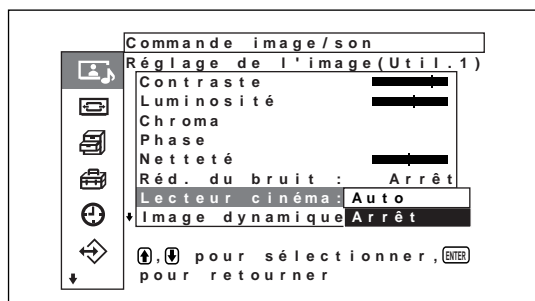 Commande image/son
Réglage de l'image(Util.1)
Contraste
Luminosité
Chroma
Phase
Netteté
Réd. du bruit : Arrêt
Lecteur cinéma: Auto
Image dynamique Arrêt
, pour sélectionner, ENTER
pour retourner